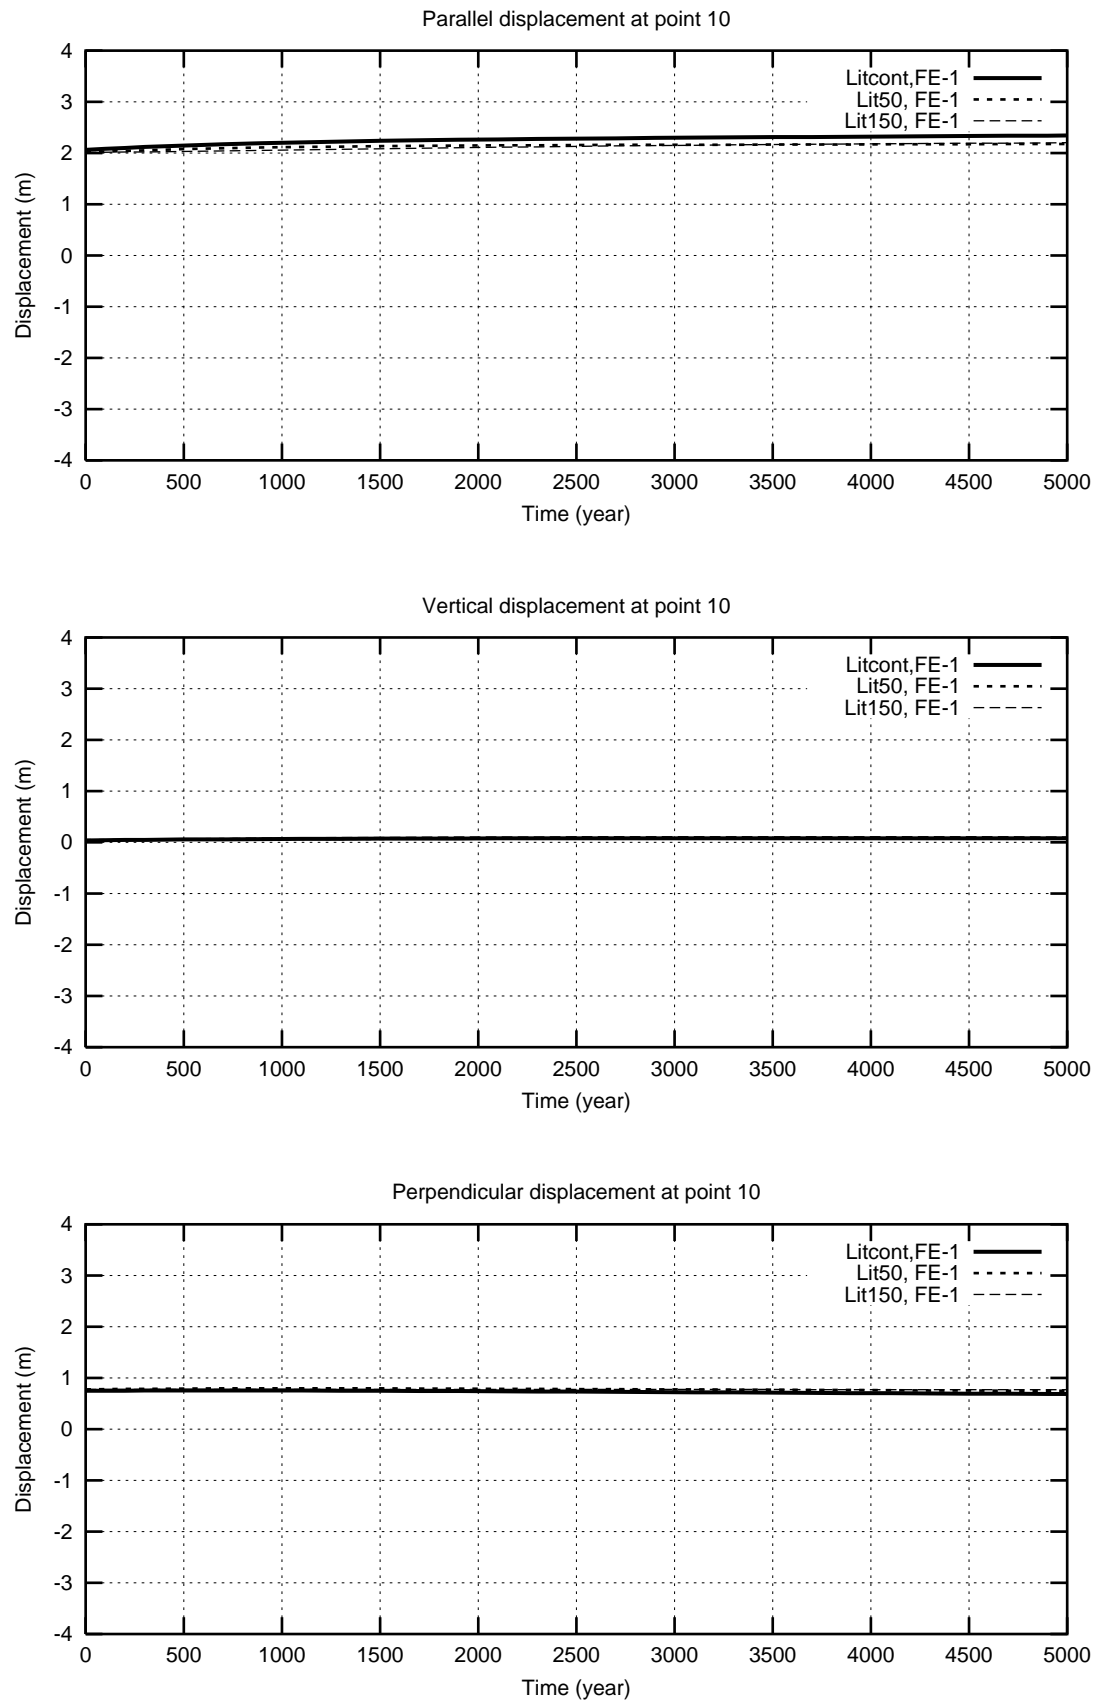 Parallel displacement at point 10
4
3
2
1
0
-1
-2
-3
-4
Displacement (m)
Litcont,FE-1
Lit50, FE-1
Lit150, FE-1
0 500 1000 1500 2000 2500 3000 3500 4000 4500 5000
Time (year)
Vertical displacement at point 10
4
3
2
1
0
-1
-2
-3
-4
Displacement (m)
Litcont,FE-1
Lit50, FE-1
Lit150, FE-1
0 500 1000 1500 2000 2500 3000 3500 4000 4500 5000
Time (year)
Perpendicular displacement at point 10
4
3
2
1
0
-1
-2
-3
-4
Displacement (m)
Litcont,FE-1
Lit50, FE-1
Lit150, FE-1
0 500 1000 1500 2000 2500 3000 3500 4000 4500 5000
Time (year)